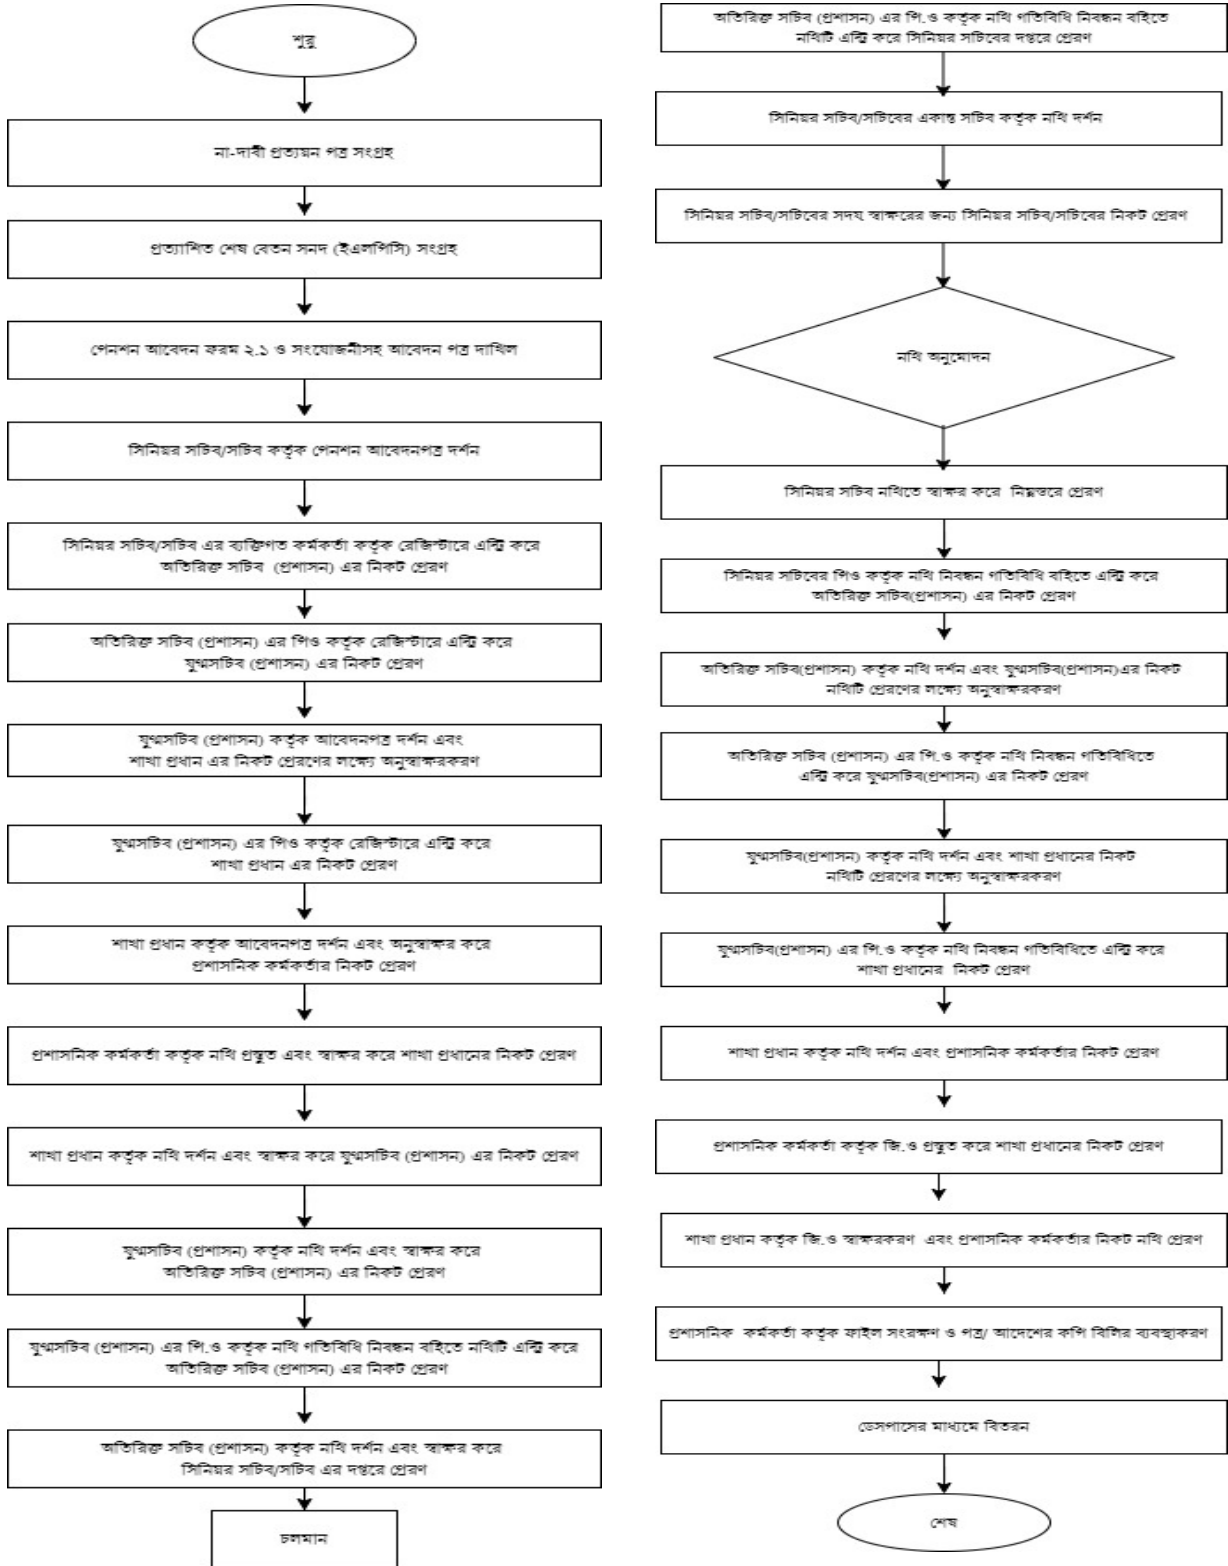 শুরু
না-দাবী প্রত্যয়ন পত্র সংগ্রহ
প্রত্যাশিত শেষ বেতন সনদ (ইএলপিসি) সংগ্রহ
পেনশন আবেদন ফরম ২.১ ও সংযোজনীসহ আবেদন পত্র দাখিল
সিনিয়র সচিব/সচিব কর্তৃক পেনশন আবেদনপত্র দর্শন
সিনিয়র সচিব/সচিব এর ব্যক্তিগত কর্মকর্তা কর্তৃক রেজিস্টারে এন্ট্রি করে
অতিরিক্ত সচিব (প্রশাসন) এর নিকট প্রেরণ
অতিরিক্ত সচিব (প্রশাসন) এর পিও কর্তৃক রেজিস্টারে এন্ট্রি করে
যুগ্মসচিব (প্রশাসন) এর নিকট প্রেরণ
যুগ্মসচিব (প্রশাসন) কর্তৃক আবেদনপত্র দর্শন এবং
শাখা প্রধান এর নিকট প্রেরণের লক্ষ্যে অনুস্বাক্ষরকরণ
যুগ্মসচিব (প্রশাসন) এর পিও কর্তৃক রেজিস্টারে এন্ট্রি করে
শাখা প্রধান এর নিকট প্রেরণ
শাখা প্রধান কর্তৃক আবেদনপত্র দর্শন এবং অনুস্বাক্ষর করে
প্রশাসনিক কর্মকর্তার নিকট প্রেরণ
প্রশাসনিক কর্মকর্তা কর্তৃক নথি প্রস্তুত এবং স্বাক্ষর করে শাখা প্রধানের নিকট প্রেরণ
শাখা প্রধান কর্তৃক নথি দর্শন এবং স্বাক্ষর করে যুগ্মসচিব (প্রশাসন) এর নিকট প্রেরণ
যুগ্মসচিব (প্রশাসন) কর্তৃক নথি দর্শন এবং স্বাক্ষর করে
অতিরিক্ত সচিব (প্রশাসন) এর নিকট প্রেরণ
যুগ্মসচিব (প্রশাসন) এর পি.ও কর্তৃক নথি গতিবিধি নিবন্ধন বহিতে নথিটি এন্ট্রি করে
অতিরিক্ত সচিব (প্রশাসন) এর নিকট প্রেরণ
অতিরিক্ত সচিব (প্রশাসন) কর্তৃক নথি দর্শন এবং স্বাক্ষর করে
সিনিয়র সচিব/সচিব এর দপ্তরে প্রেরণ
চলমান
অতিরিক্ত সচিব (প্রশাসন) এর পি.ও কর্তৃক নথি গতিবিধি নিবন্ধন বহিতে
নথিটি এন্ট্রি করে সিনিয়র সচিবের দপ্তরে প্রেরণ
সিনিয়র সচিব/সচিবের একান্ত সচিব কর্তৃক নথি দর্শন
সিনিয়র সচিব/সচিবের সদয় স্বাক্ষরের জন্য সিনিয়র সচিব/সচিবের নিকট প্রেরণ
নথি অনুমোদন
সিনিয়র সচিব নথিতে স্বাক্ষর করে নিম্নস্তরে প্রেরণ
সিনিয়র সচিবের পিও কর্তৃক নথি নিবন্ধন গতিবিধি বহিতে এন্ট্রি করে
অতিরিক্ত সচিব(প্রশাসন) এর নিকট প্রেরণ
অতিরিক্ত সচিব(প্রশাসন) কর্তৃক নথি দর্শন এবং যুগ্মসচিব(প্রশাসন)এর নিকট
নথিটি প্রেরণের লক্ষ্যে অনুস্বাক্ষরকরণ
অতিরিক্ত সচিব (প্রশাসন) এর পি.ও কর্তৃক নথি নিবন্ধন গতিবিধিতে
এন্ট্রি করে যুগ্মসচিব(প্রশাসন) এর নিকট প্রেরণ
যুগ্মসচিব(প্রশাসন) কর্তৃক নথি দর্শন এবং শাখা প্রধানের নিকট
নথিটি প্রেরণের লক্ষ্যে অনুস্বাক্ষরকরণ
যুগ্মসচিব(প্রশাসন) এর পি.ও কর্তৃক নথি নিবন্ধন গতিবিধিতে এন্ট্রি করে
শাখা প্রধানের নিকট প্রেরণ
শাখা প্রধান কর্তৃক নথি দর্শন এবং প্রশাসনিক কর্মকর্তার নিকট প্রেরণ
প্রশাসনিক কর্মকর্তা কর্তৃক জি.ও প্রস্তুত করে শাখা প্রধানের নিকট প্রেরণ
শাখা প্রধান কর্তৃক জি.ও স্বাক্ষরকরণ এবং প্রশাসনিক কর্মকর্তার নিকট নথি প্রেরণ
প্রশাসনিক কর্মকর্তা কর্তৃক ফাইল সংরক্ষণ ও পত্র/ আদেশের কপি বিলির ব্যবস্থাকরণ
ডেসপাসের মাধ্যমে বিতরন
শেষ